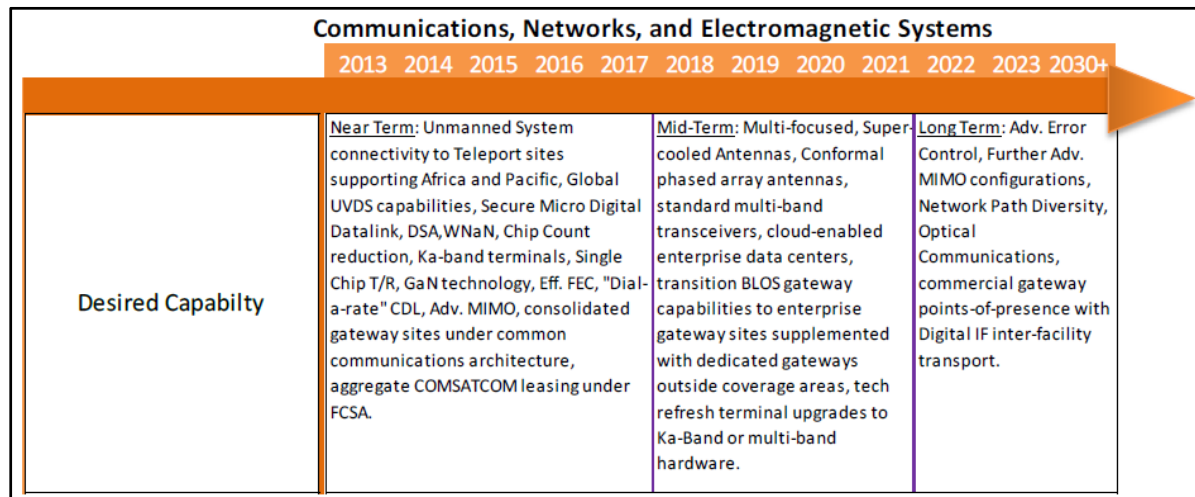 Communications, Networks, and Electromagnetic Systems
2013 2014 2015 2016 2017 2018 2019 2020 2021 2022 2023 2030+
Desired Capabilty
Near Term: Unmanned System
connectivity to Teleport sites
supporting Africa and Pacific, Global
UVDS capabilities, Secure Micro Digital
Datalink, DSA,WNaN, Chip Count
reduction, Ka-band terminals, Single
Chip T/R, GaN technology, Eff. FEC, "Dial-
a-rate" CDL, Adv. MIMO, consolidated
gateway sites under common
communications architecture,
aggregate COMSATCOM leasing under
FCSA.
Mid-Term: Multi-focused, Super-
cooled Antennas, Conformal
phased array antennas,
standard multi-band
transceivers, cloud-enabled
enterprise data centers,
transition BLOS gateway
capabilities to enterprise
gateway sites supplemented
with dedicated gateways
outside coverage areas, tech
refresh terminal upgrades to
Ka-Band or multi-band
hardware.
Long Term: Adv. Error
Control, Further Adv.
MIMO configurations,
Network Path Diversity,
Optical
Communications,
commercial gateway
points-of-presence with
Digital IF inter-facility
transport.